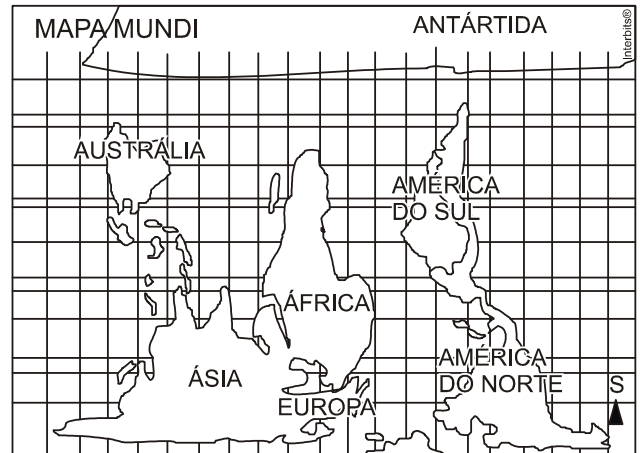 MAPA MUNDI
ANTÁRTIDA
Interbits®
AUSTRÁLIA
AMÉRICA
DO SUL
ÁFRICA
ÁSIA
EUROPA
AMÉRICA
DO NORTE
S